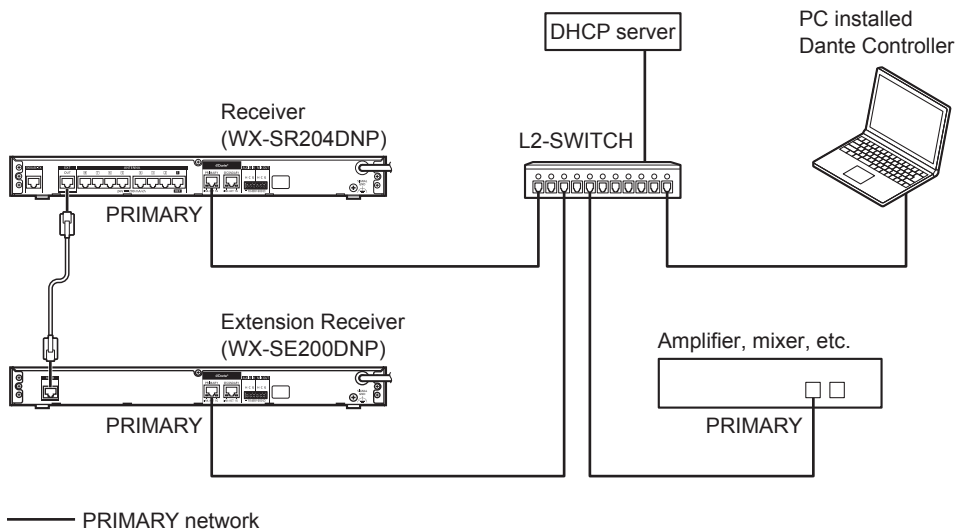 DHCP server
PC installed
Dante Controller
Receiver
(WX-SR204DNP)
L2-SWITCH
PRIMARY
Extension Receiver
(WX-SE200DNP)
Amplifier, mixer, etc.
PRIMARY
PRIMARY
PRIMARY network